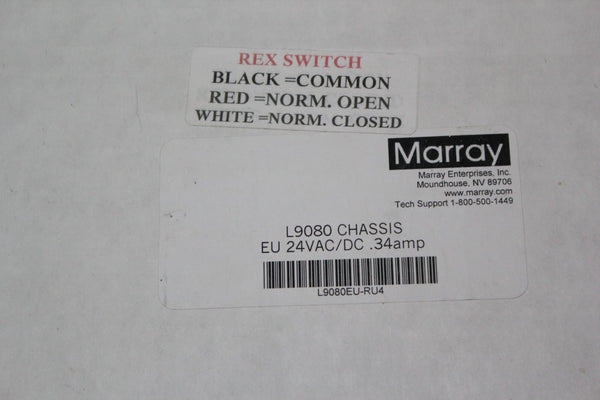 REX SWITCH
BLACK =COMMON
RED =NORM. OPEN
WHITE =NORM. CLOSED
Marray
Marray Enterprises, Inc.
Moundhouse, NV 89706
www.marray.com
Tech Support 1-800-500-1449
L9080 CHASSIS
EU 24VAC/DC .34amp
L9080EU-RU4